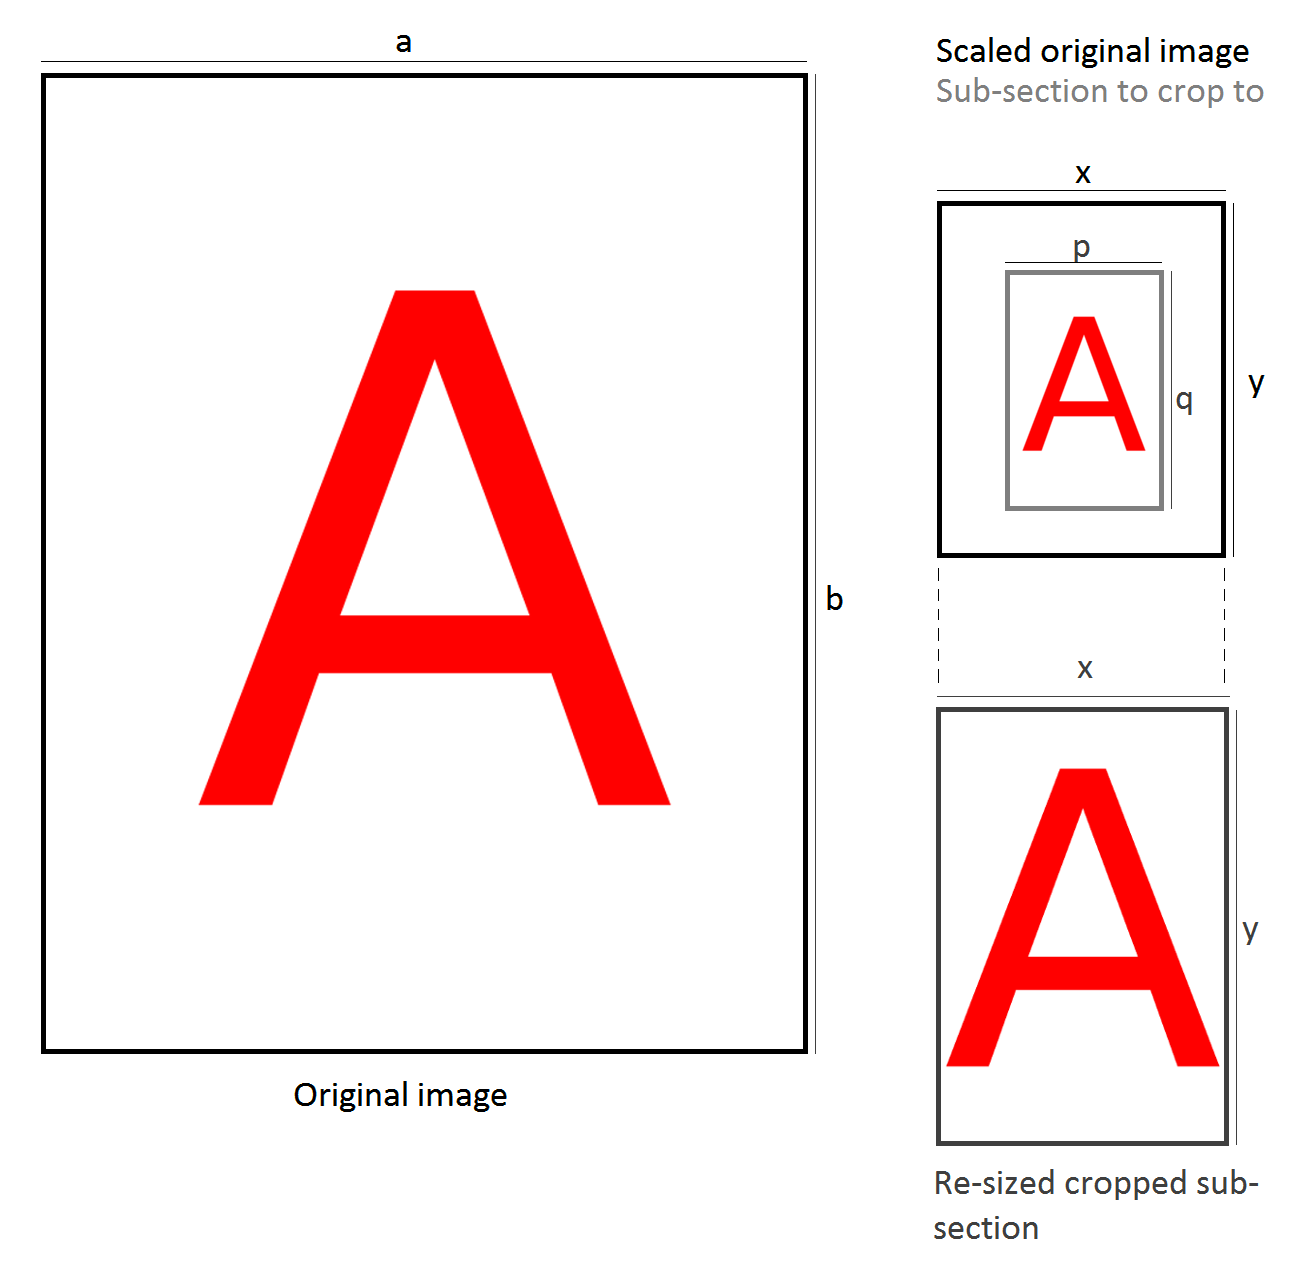 a
A
b
Original image
Scaled original image
Sub-section to crop to
x
p
A
q
y
x
A
y
Re-sized cropped sub-
section